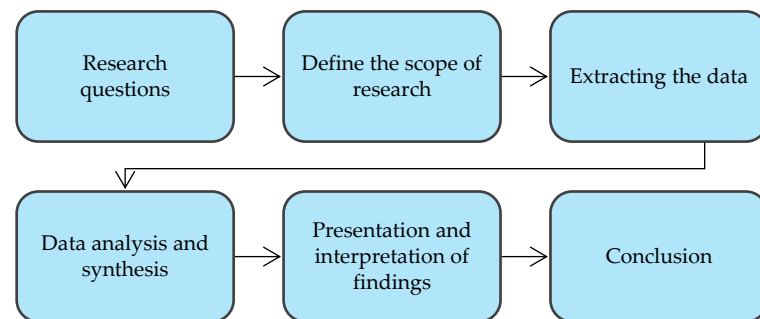 Research
questions
Define the scope of
research
Extracting the data
Data analysis and
synthesis
Presentation and
interpretation of
findings
Conclusion